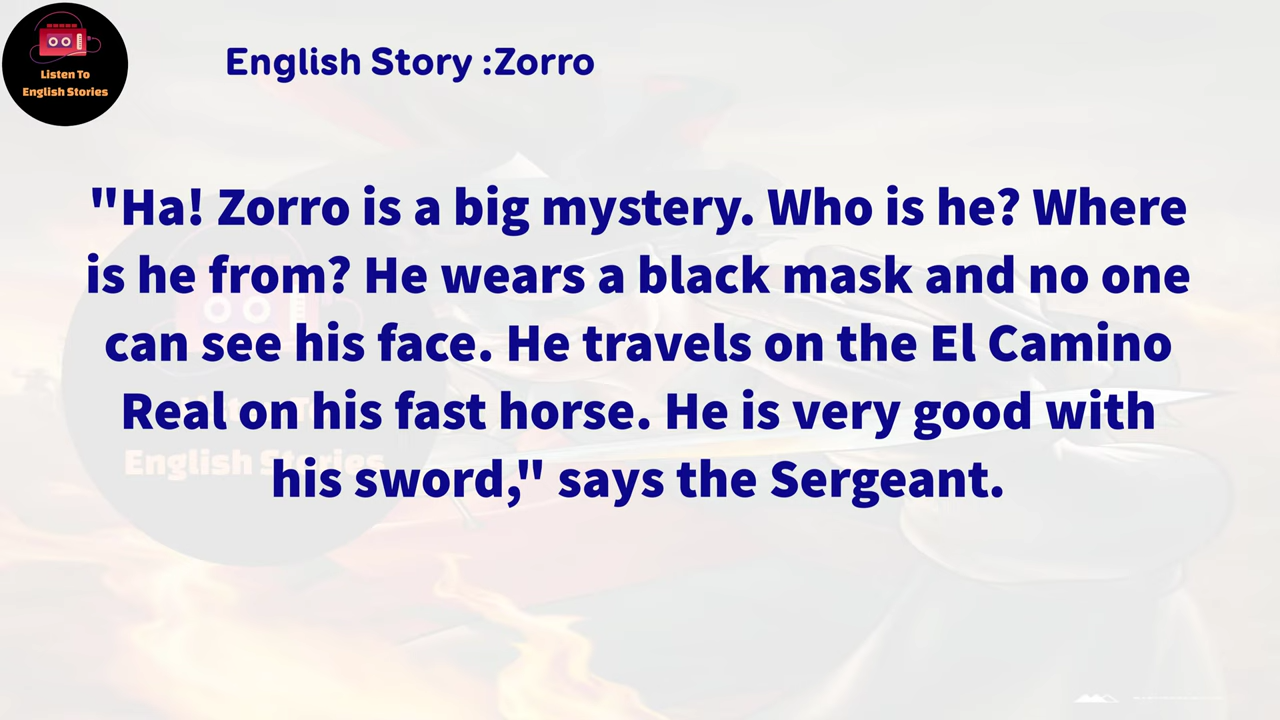 Listen To
English Stories
English Story :Zorro
"Ha! Zorro is a big mystery. Who is he? Where
is he from? He wears a black mask and no one
can see his face. He travels on the El Camino
Real on his fast horse. He is very good with
his sword," says the Sergeant.
English Stories